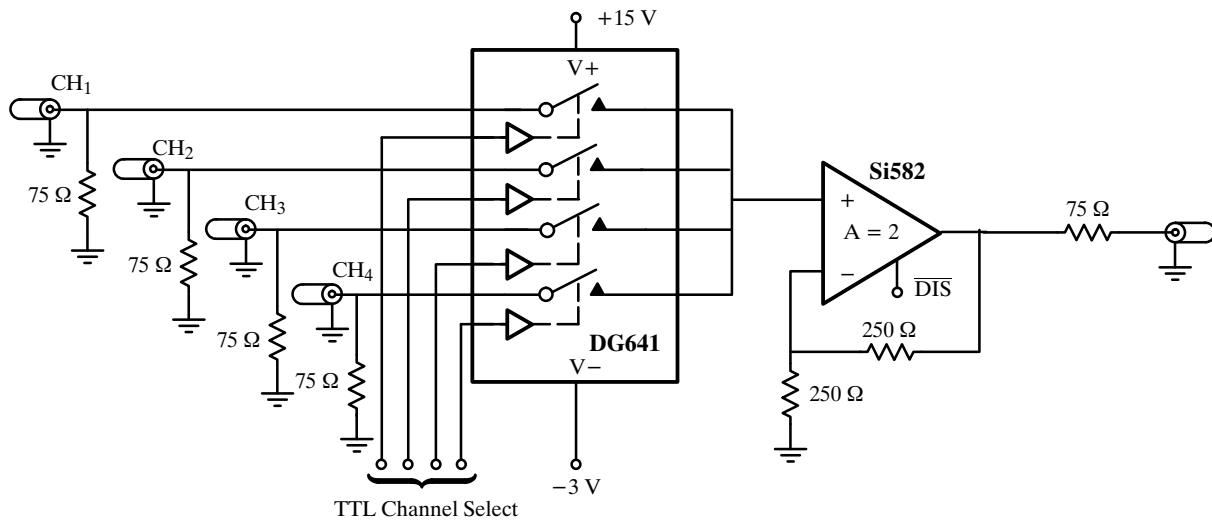 +15 V
CH1
V+
CH2
Si582
75 Ω
CH3
75 Ω
+
A = 2
75 Ω
CH4
−
DIS
75 Ω
250 Ω
DG641
V−
75 Ω
250 Ω
−3 V
TTL Channel Select